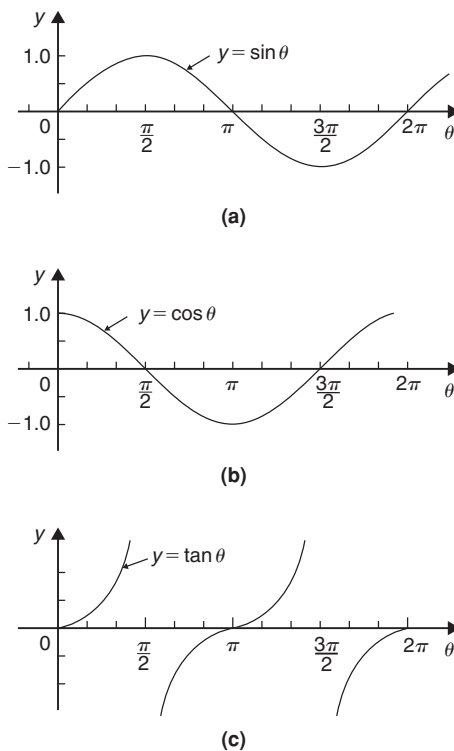 y
1.0
y = sin θ
0
π/2
π
3π/2
2π
θ
−1.0
(a)
y
1.0
y = cos θ
0
π/2
π
3π/2
2π
θ
−1.0
(b)
y
y = tan θ
0
π/2
π
3π/2
2π
θ
(c)